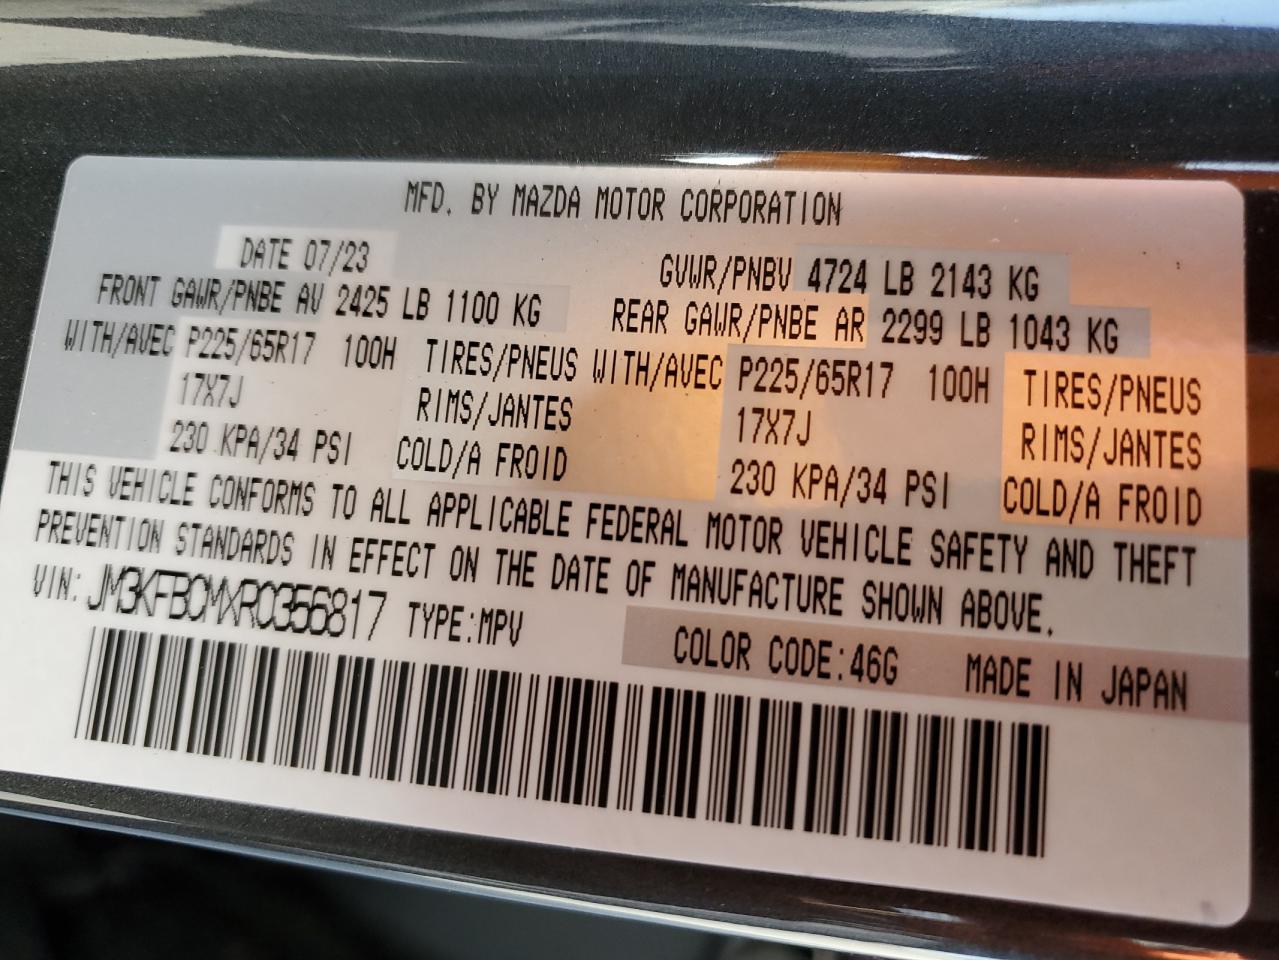 MFD. BY MAZDA MOTOR CORPORATION
DATE 07/23 GVWR/PNBV 4724 LB 2143 KG
FRONT GAWR/PNBE AV 2425 LB 1100 KG REAR GAWR/PNBE AR 2299 LB 1043 KG
WITH/AVEC P225/65R17 100H TIRES/PNEUS WITH/AVEC P225/65R17 100H TIRES/PNEUS
17X7J RIMS/JANTES 17X7J RIMS/JANTES
230 KPA/34 PSI COLD/A FROID 230 KPA/34 PSI COLD/A FROID
THIS VEHICLE CONFORMS TO ALL APPLICABLE FEDERAL MOTOR VEHICLE SAFETY AND THEFT
PREVENTION STANDARDS IN EFFECT ON THE DATE OF MANUFACTURE SHOWN ABOVE.
VIN: JM3KFBCMXR0356817 TYPE:MPV COLOR CODE:46G MADE IN JAPAN